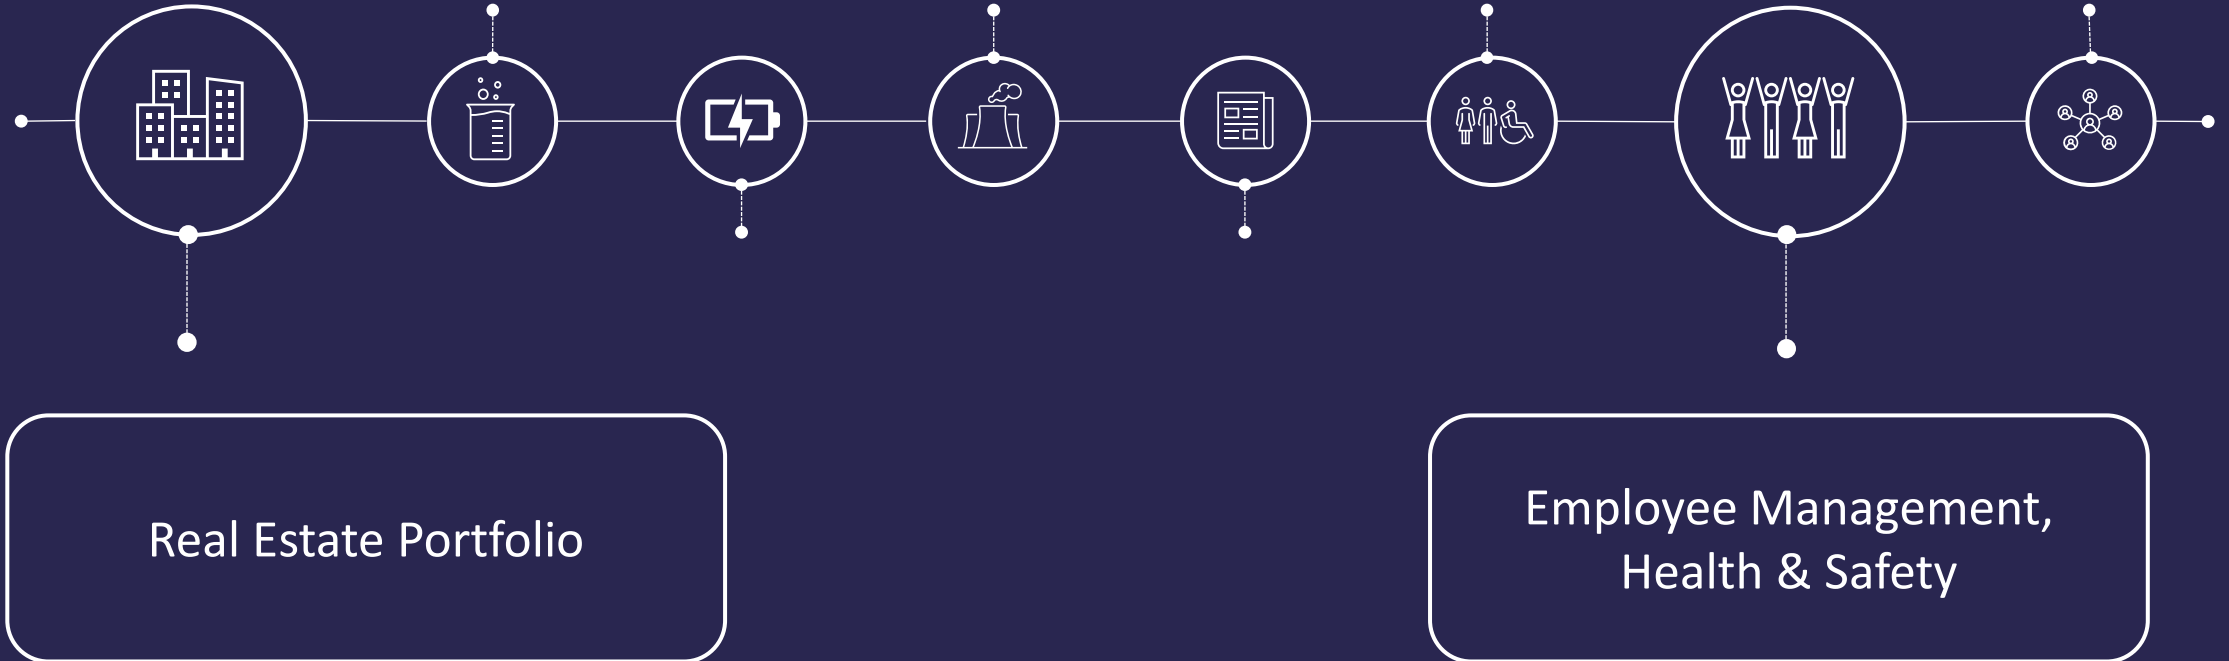 Real Estate Portfolio
Employee Management,
Health & Safety